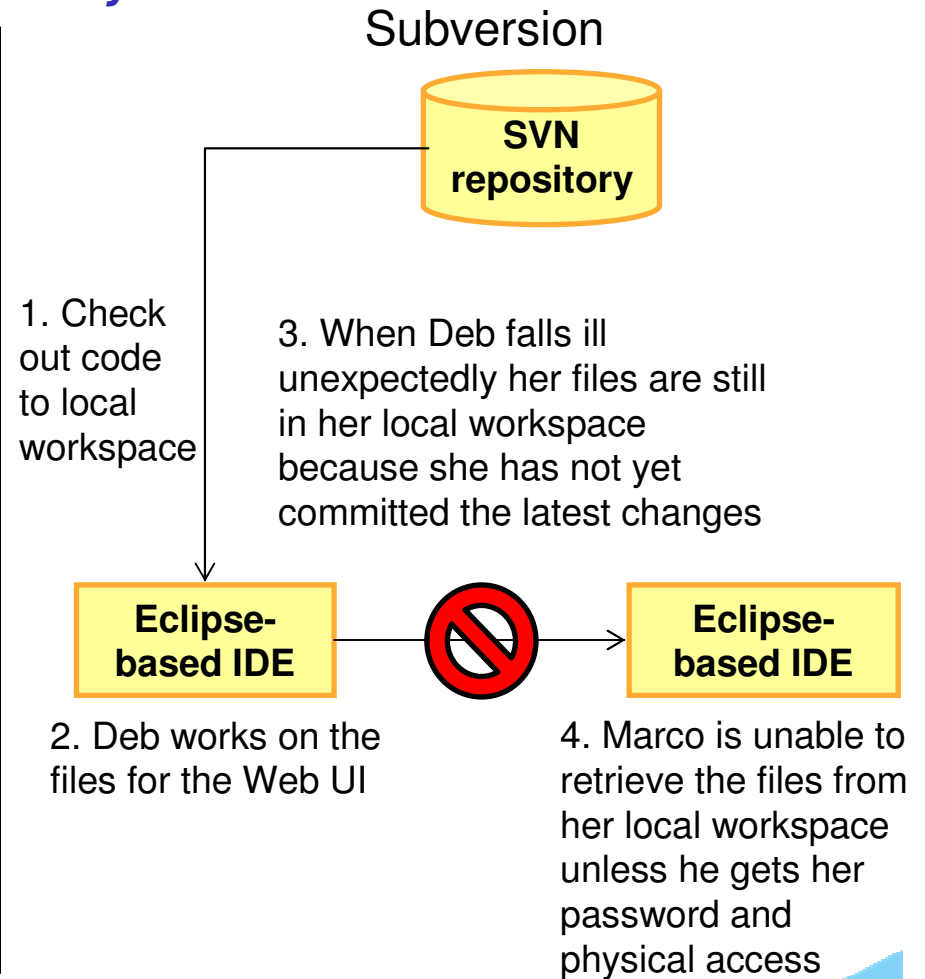 Subversion
SVN
repository
1. Check
out code
to local
workspace
3. When Deb falls ill
unexpectedly her files are still
in her local workspace
because she has not yet
committed the latest changes
Eclipse-
based IDE
Eclipse-
based IDE
2. Deb works on the
files for the Web UI
4. Marco is unable to
retrieve the files from
her local workspace
unless he gets her
password and
physical access